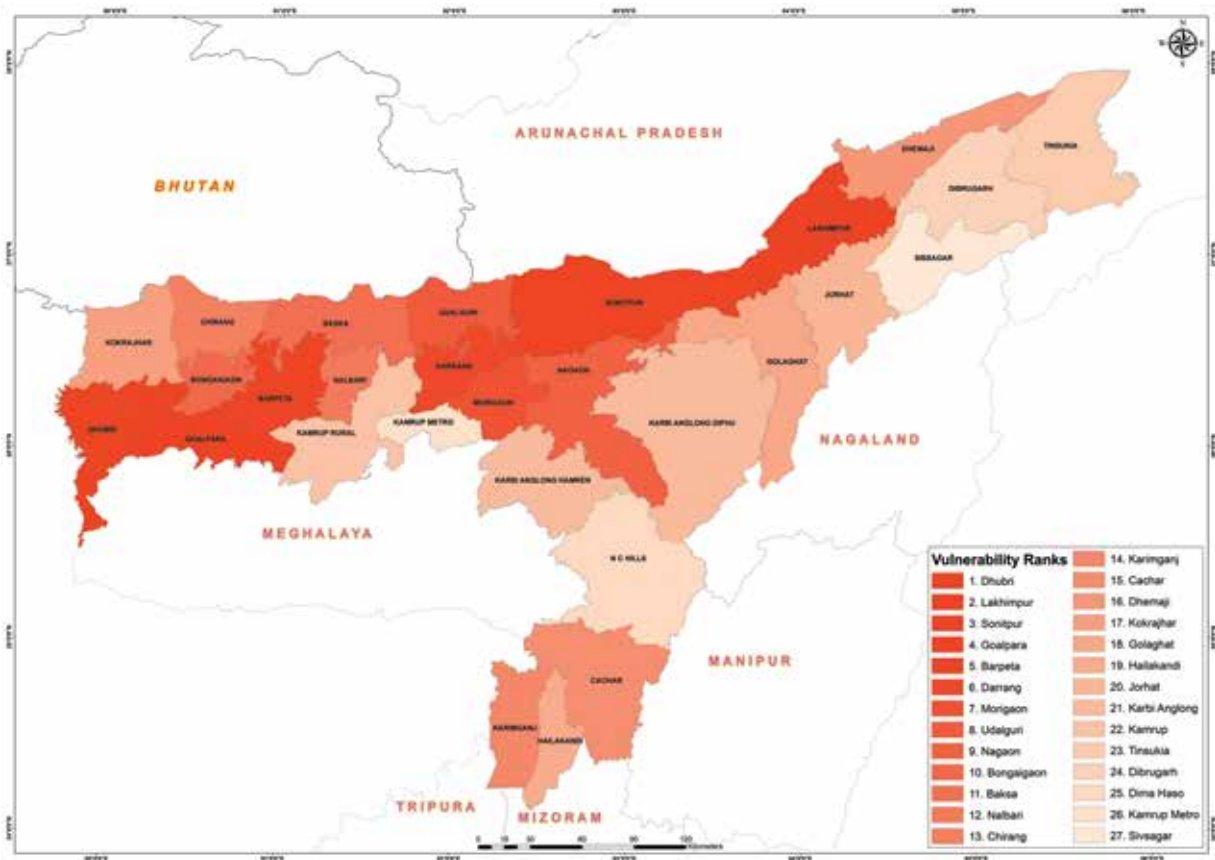 N
ARUNACHAL PRADESH
BHUTAN
DHEMAJI
TINSUKIA
DIBRUGARH
LAKHIMPUR
SIBSAGAR
JORHAT
SONITPUR
UDALGURI
CHIRANG
BASKA
KOKRAJHAR
GOLAGHAT
DARRANG
NAGAON
BONGAIGAON
NALBARI
BARPETA
MORIGAON
KAMRUP METRO
KARBI ANGLONG DIPHU
DHUBRI
GOALPARA
KAMRUP RURAL
NAGALAND
KARBI ANGLONG HAMREN
MEGHALAYA
N C HILLS
MANIPUR
CACHAR
KARIMGANJ
HAILAKANDI
TRIPURA
MIZORAM
Kilometers
Vulnerability Ranks
1. Dhubri
2. Lakhimpur
3. Sonitpur
4. Goalpara
5. Barpeta
6. Darrang
7. Morigaon
8. Udalguri
9. Nagaon
10. Bongaigaon
11. Baksa
12. Nalbari
13. Chirang
14. Karimganj
15. Cachar
16. Dhemaji
17. Kokrajhar
18. Golaghat
19. Hailakandi
20. Jorhat
21. Karbi Anglong
22. Kamrup
23. Tinsukia
24. Dibrugarh
25. Dima Haso
26. Kamrup Metro
27. Sivsagar